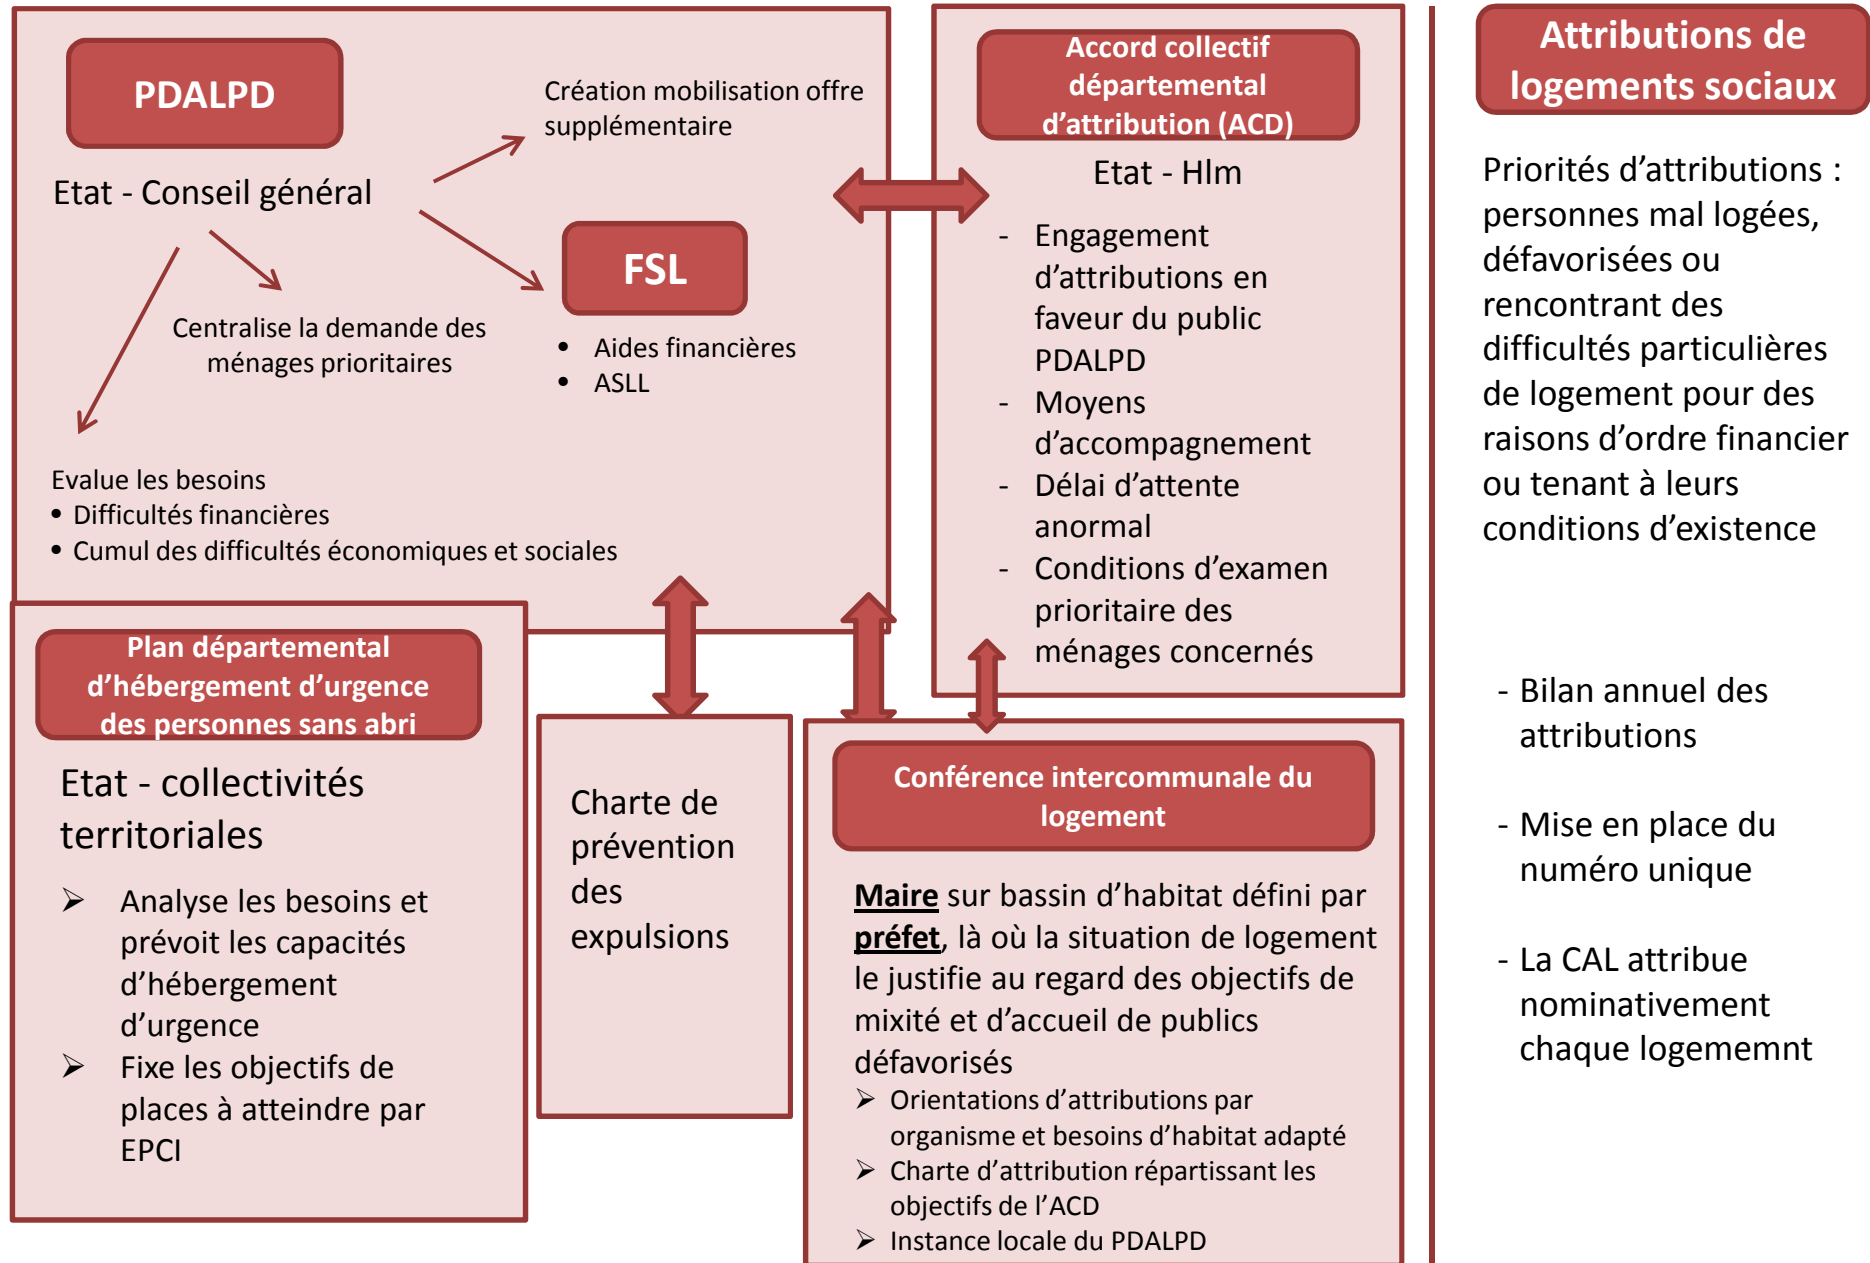 PDALPD
Création mobilisation offre
supplémentaire
Etat - Conseil général
FSL
Centralise la demande des
ménages prioritaires
• Aides financières
• ASLL
Evalue les besoins
• Difficultés financières
• Cumul des difficultés économiques et sociales
Accord collectif
départemental
d’attribution (ACD)
Etat - Hlm
- Engagement
d’attributions en
faveur du public
PDALPD
- Moyens
d’accompagnement
- Délai d’attente
anormal
- Conditions d’examen
prioritaire des
ménages concernés
Plan départemental
d’hébergement d’urgence
des personnes sans abri
Etat - collectivités
territoriales
➢ Analyse les besoins et
prévoit les capacités
d’hébergement
d’urgence
➢ Fixe les objectifs de
places à atteindre par
EPCI
Charte de
prévention
des
expulsions
Conférence intercommunale du
logement
Maire sur bassin d’habitat défini par
préfet, là où la situation de logement
le justifie au regard des objectifs de
mixité et d’accueil de publics
défavorisés
➢ Orientations d’attributions par
organisme et besoins d’habitat adapté
➢ Charte d’attribution répartissant les
objectifs de l’ACD
➢ Instance locale du PDALPD
Attributions de
logements sociaux
Priorités d’attributions :
personnes mal logées,
défavorisées ou
rencontrant des
difficultés particulières
de logement pour des
raisons d’ordre financier
ou tenant à leurs
conditions d’existence
- Bilan annuel des
attributions
- Mise en place du
numéro unique
- La CAL attribue
nominativement
chaque logememnt